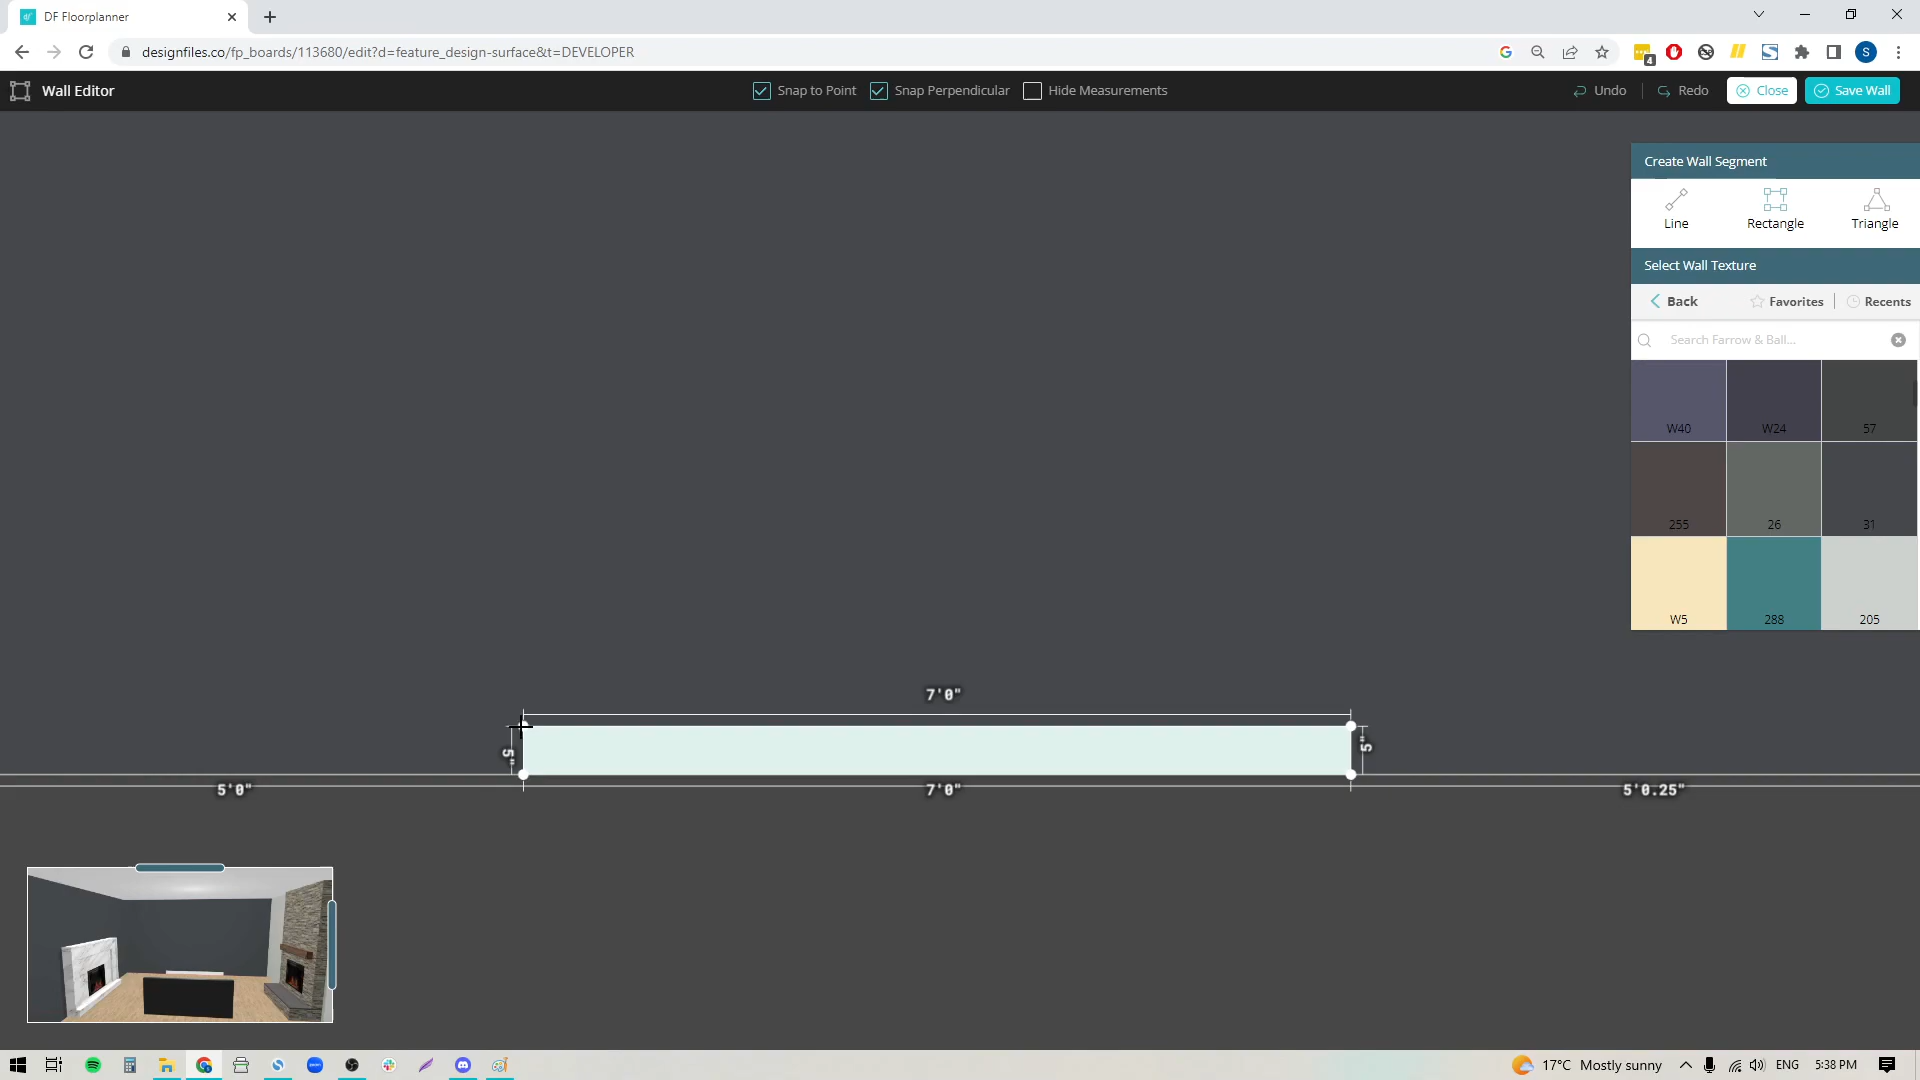 DF Floorplanner
designfiles.co/fp_boards/113680/edit?d=feature_design-surface&t=DEVELOPER
4
S
Wall Editor
Snap to Point
Snap Perpendicular
Hide Measurements
Undo
Redo
Close
Save Wall
Create Wall Segment
Line
Rectangle
Triangle
Select Wall Texture
Back
Favorites
Recents
Search Farrow & Ball...
W40
W24
57
255
26
31
W5
288
205
7'0"
5"
5"
5'0"
7'0"
5'0.25"
17°C Mostly sunny
ENG
5:38 PM